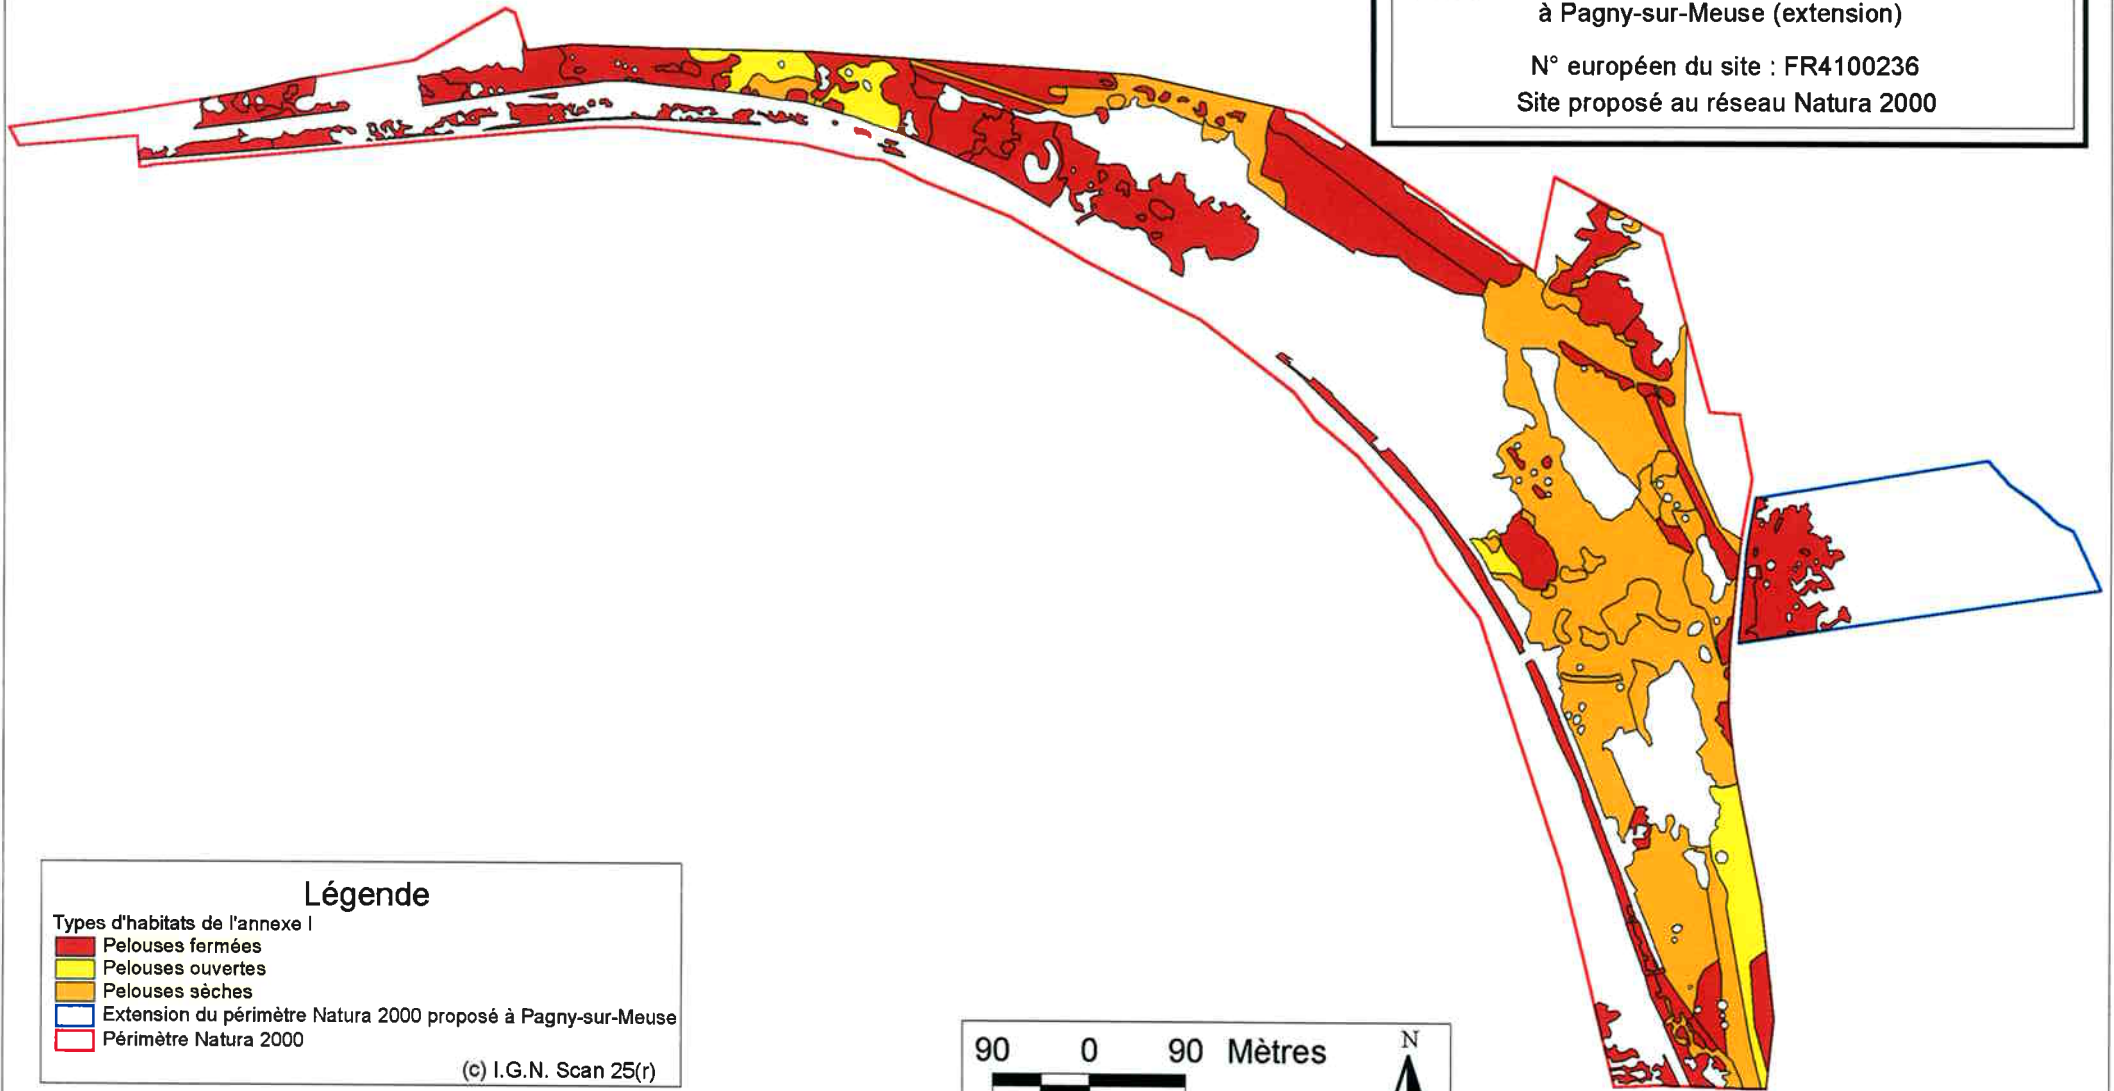 à Pagny-sur-Meuse (extension)
N° européen du site : FR4100236
Site proposé au réseau Natura 2000
Légende
Types d'habitats de l'annexe I
Pelouses fermées
Pelouses ouvertes
Pelouses sèches
Extension du périmètre Natura 2000 proposé à Pagny-sur-Meuse
Périmètre Natura 2000
(c) I.G.N. Scan 25(r)
90 0 90 Mètres
N